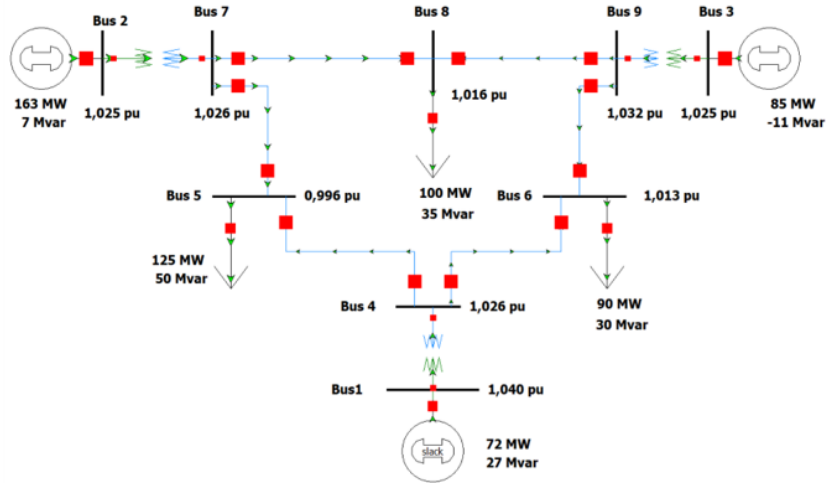 Bus 2
Bus 7
Bus 8
Bus 9
Bus 3
163 MW
7 Mvar
1,025 pu
1,026 pu
1,016 pu
1,032 pu
1,025 pu
85 MW
-11 Mvar
Bus 5
0,996 pu
100 MW
35 Mvar
Bus 6
1,013 pu
125 MW
50 Mvar
90 MW
30 Mvar
Bus 4
1,026 pu
Bus1
1,040 pu
slack
72 MW
27 Mvar